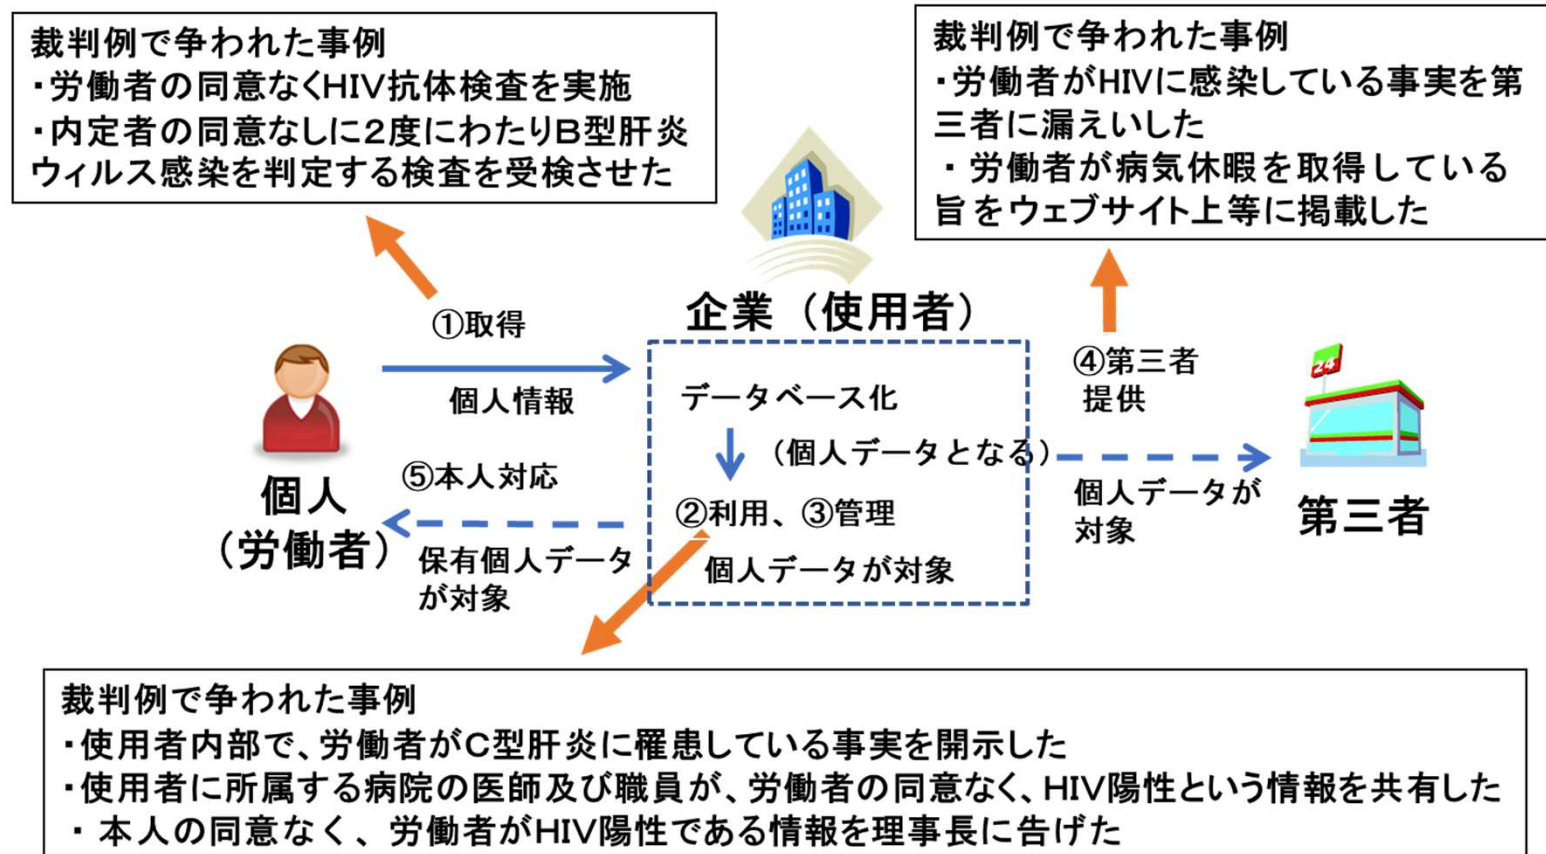 裁判例で争われた事例
・労働者の同意なくHIV抗体検査を実施
・内定者の同意なしに2度にわたりB型肝炎
ウィルス感染を判定する検査を受検させた
裁判例で争われた事例
・労働者がHIVに感染している事実を第
三者に漏えいした
・労働者が病気休暇を取得している
旨をウェブサイト上等に掲載した
企業（使用者）
①取得
個人情報
データベース化
（個人データとなる）
②利用、③管理
個人データが対象
④第三者
提供
24
個人データが
対象
第三者
⑤本人対応
保有個人データ
が対象
個人
（労働者）
裁判例で争われた事例
・使用者内部で、労働者がC型肝炎に罹患している事実を開示した
・使用者に所属する病院の医師及び職員が、労働者の同意なく、HIV陽性という情報を共有した
・本人の同意なく、労働者がHIV陽性である情報を理事長に告げた